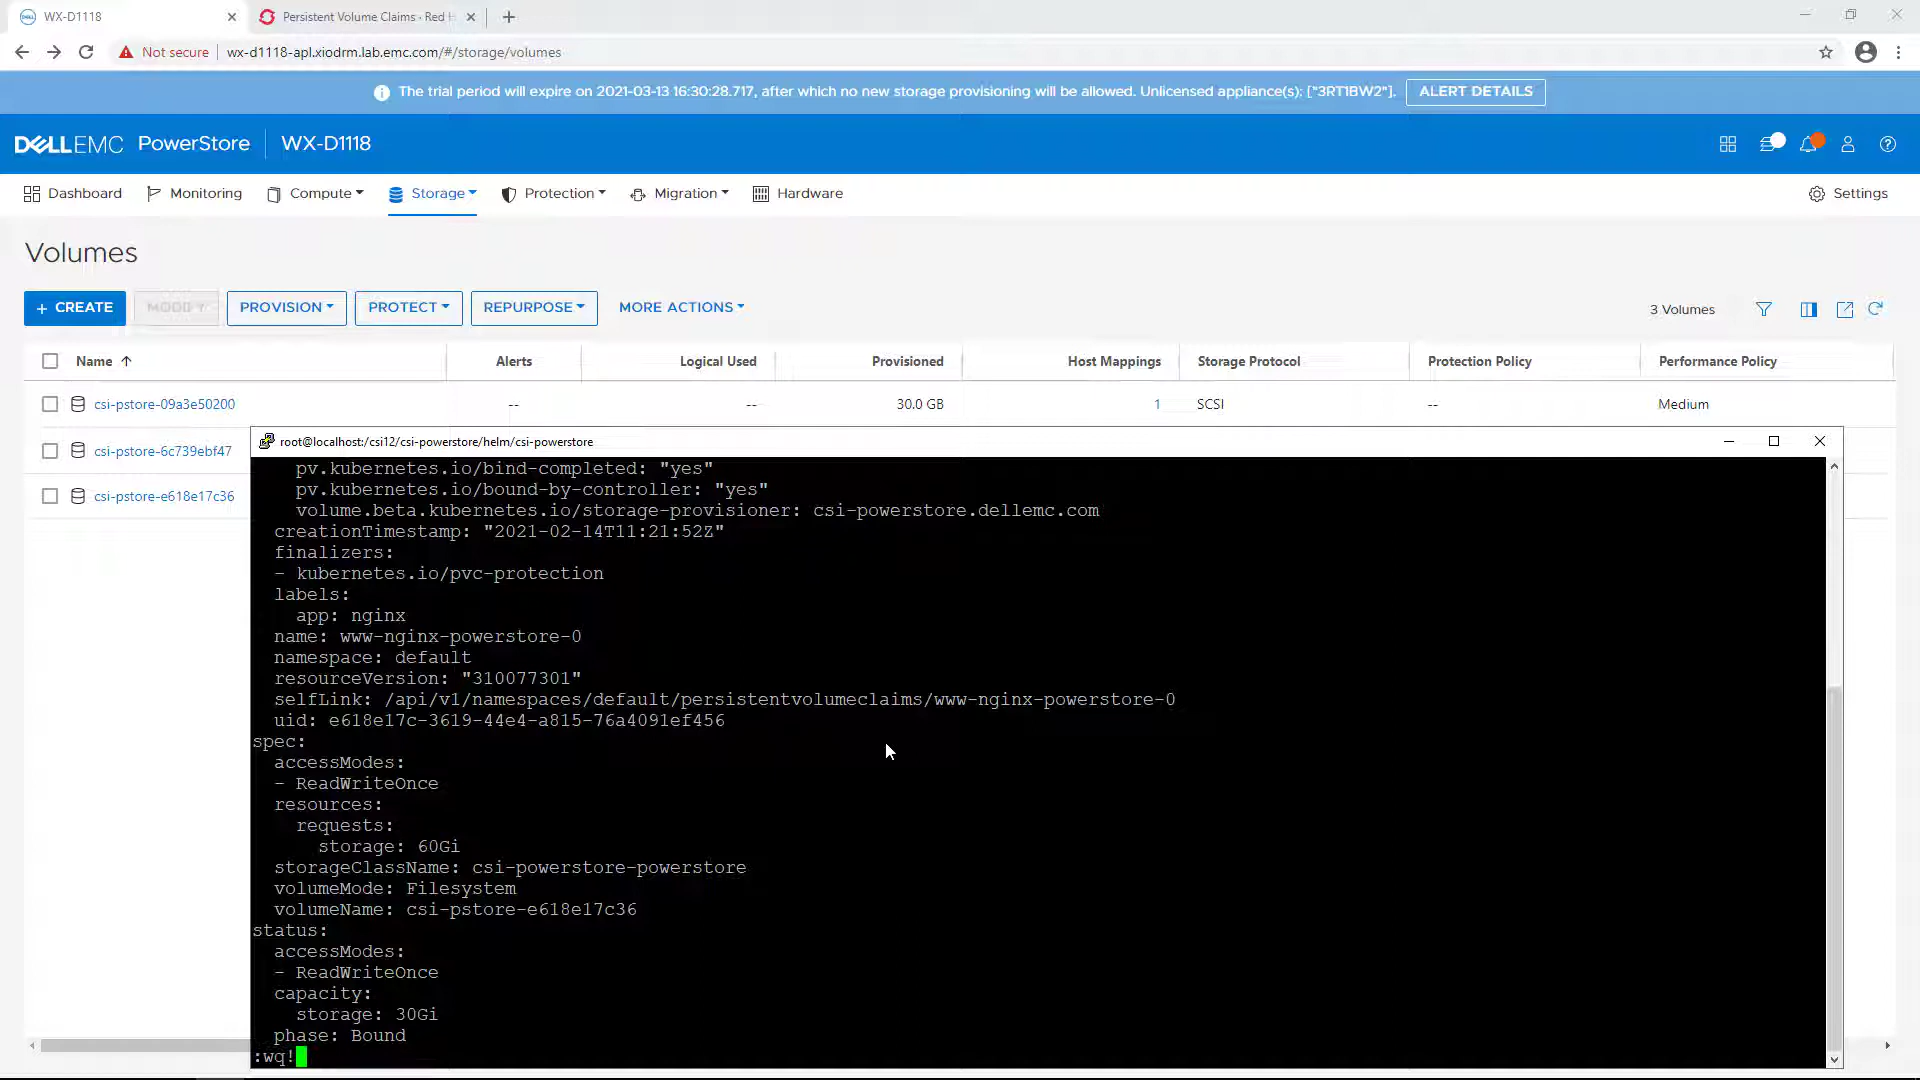 WX-D1118
Persistent Volume Claims · Red
Not secure
wx-d1118-apl.xiodrm.lab.emc.com/#/storage/volumes
The trial period will expire on 2021-03-13 16:30:28.717, after which no new storage provisioning will be allowed. Unlicensed appliance(s): ["3RT1BW2"].
ALERT DETAILS
DELLEMC PowerStore WX-D1118
Dashboard Monitoring Compute Storage Protection Migration Hardware Settings
Volumes
+ CREATE MODIFY PROVISION PROTECT REPURPOSE MORE ACTIONS 3 Volumes
Name Alerts Logical Used Provisioned Host Mappings Storage Protocol Protection Policy Performance Policy
csi-pstore-09a3e50200 -- -- 30.0 GB 1 SCSI -- Medium
csi-pstore-6c739ebf47
csi-pstore-e618e17c36
root@localhost:/csi12/csi-powerstore/helm/csi-powerstore
pv.kubernetes.io/bind-completed: "yes"
pv.kubernetes.io/bound-by-controller: "yes"
volume.beta.kubernetes.io/storage-provisioner: csi-powerstore.dellemc.com
creationTimestamp: "2021-02-14T11:21:52Z"
finalizers:
- kubernetes.io/pvc-protection
labels:
app: nginx
name: www-nginx-powerstore-0
namespace: default
resourceVersion: "310077301"
selfLink: /api/v1/namespaces/default/persistentvolumeclaims/www-nginx-powerstore-0
uid: e618e17c-3619-44e4-a815-76a4091ef456
spec:
accessModes:
- ReadWriteOnce
resources:
requests:
storage: 60Gi
storageClassName: csi-powerstore-powerstore
volumeMode: Filesystem
volumeName: csi-pstore-e618e17c36
status:
accessModes:
- ReadWriteOnce
capacity:
storage: 30Gi
phase: Bound
:wq!